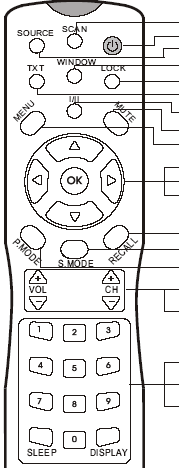 SOURCE SCAN
WINDOW
TXT LOCK
I/II
MENU MUTE
OK
P.MODE RECALL
S.MODE
+ +
VOL CH
1 2 3
4 5 6
7 8 9
0
SLEEP DISPLAY